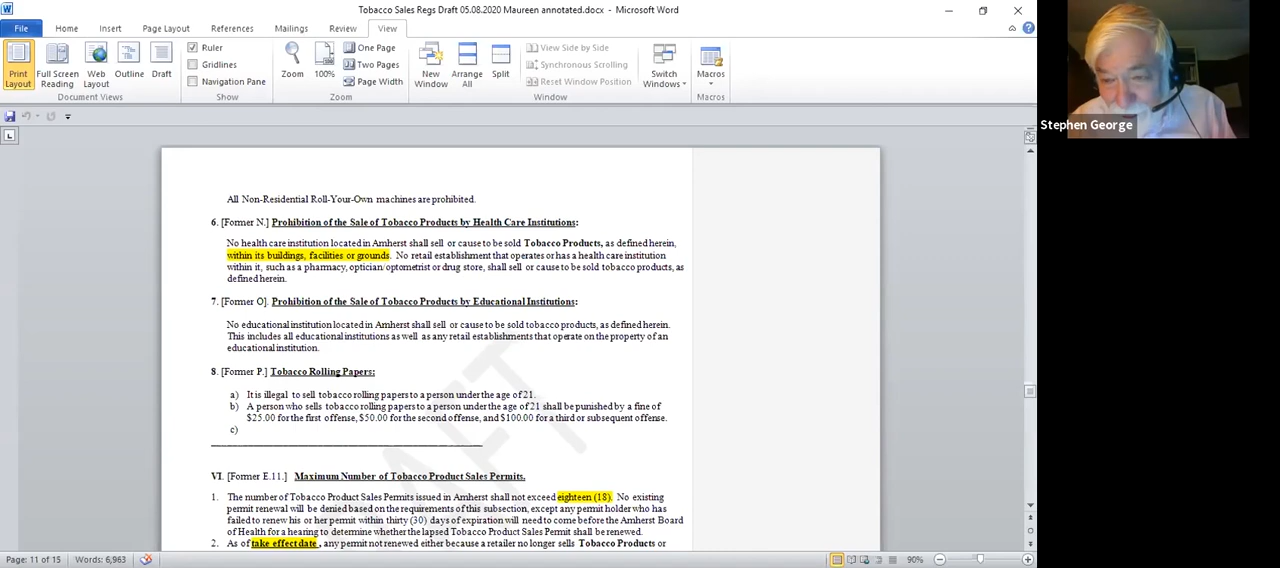 Tobacco Sales Regs Draft 05.08.2020 Maureen annotated.docx - Microsoft Word
File Home Insert Page Layout References Mailings Review View
Print Layout
Full Screen Reading
Web Layout
Outline
Draft
Document Views
Ruler
Gridlines
Navigation Pane
Show
Zoom
100%
One Page
Two Pages
Page Width
Zoom
New Window
Arrange All
Split
View Side by Side
Synchronous Scrolling
Reset Window Position
Window
Switch Windows
Macros
Macros
Stephen George
All Non-Residential Roll-Your-Own machines are prohibited.
6. [Former N.] Prohibition of the Sale of Tobacco Products by Health Care Institutions:
No health care institution located in Amherst shall sell or cause to be sold Tobacco Products, as defined herein,
within its buildings, facilities or grounds. No retail establishment that operates or has a health care institution
within it, such as a pharmacy, optician/optometrist or drug store, shall sell or cause to be sold tobacco products, as
defined herein.
7. [Former O]. Prohibition of the Sale of Tobacco Products by Educational Institutions:
No educational institution located in Amherst shall sell or cause to be sold tobacco products, as defined herein.
This includes all educational institutions as well as any retail establishments that operate on the property of an
educational institution.
8. [Former P.] Tobacco Rolling Papers:
a) It is illegal to sell tobacco rolling papers to a person under the age of 21.
b) A person who sells tobacco rolling papers to a person under the age of 21 shall be punished by a fine of
$25.00 for the first offense, $50.00 for the second offense, and $100.00 for a third or subsequent offense.
c)
VI. [Former E.11.] Maximum Number of Tobacco Product Sales Permits.
1. The number of Tobacco Product Sales Permits issued in Amherst shall not exceed eighteen (18). No existing
permit renewal will be denied based on the requirements of this subsection, except any permit holder who has
failed to renew his or her permit within thirty (30) days of expiration will need to come before the Amherst Board
of Health for a hearing to determine whether the lapsed Tobacco Product Sales Permit shall be renewed.
2. As of take effect date , any permit not renewed either because a retailer no longer sells Tobacco Products or
DRAFT
Page: 11 of 15 Words: 6,963
90%